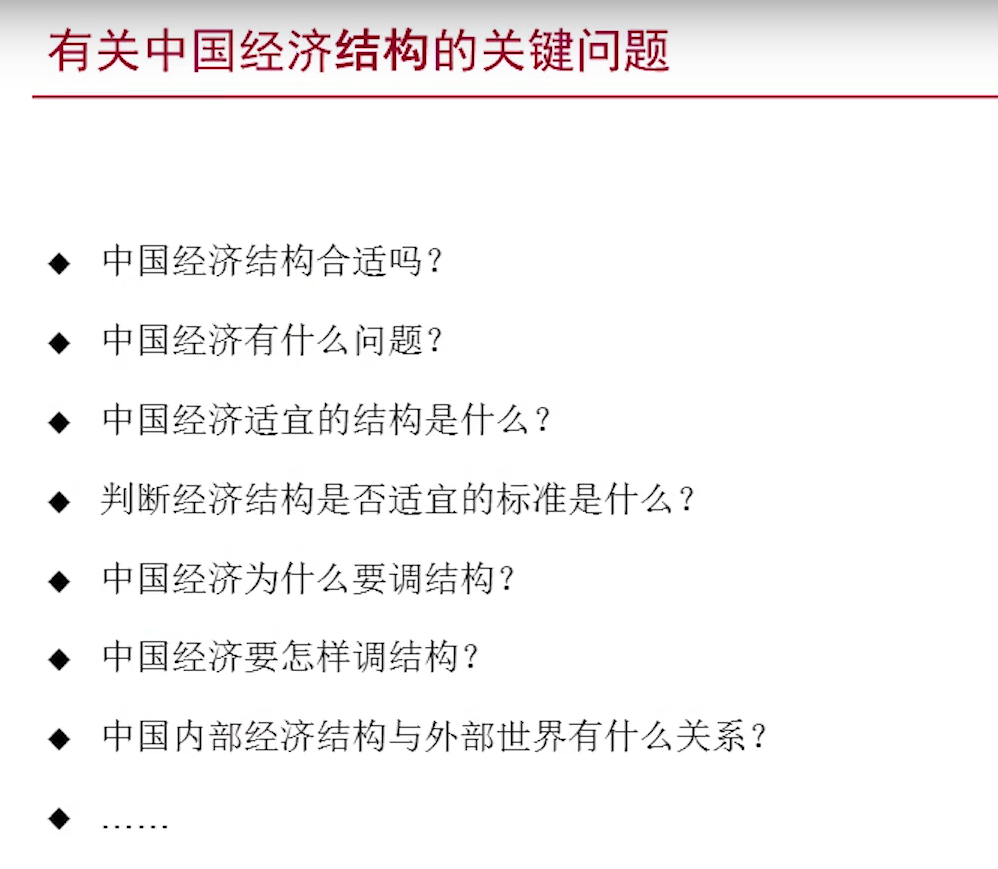 有关中国经济结构的关键问题
◆ 中国经济结构合适吗？
◆ 中国经济有什么问题？
◆ 中国经济适宜的结构是什么？
◆ 判断经济结构是否适宜的标准是什么？
◆ 中国经济为什么要调结构？
◆ 中国经济要怎样调结构？
◆ 中国内部经济结构与外部世界有什么关系？
◆ ……